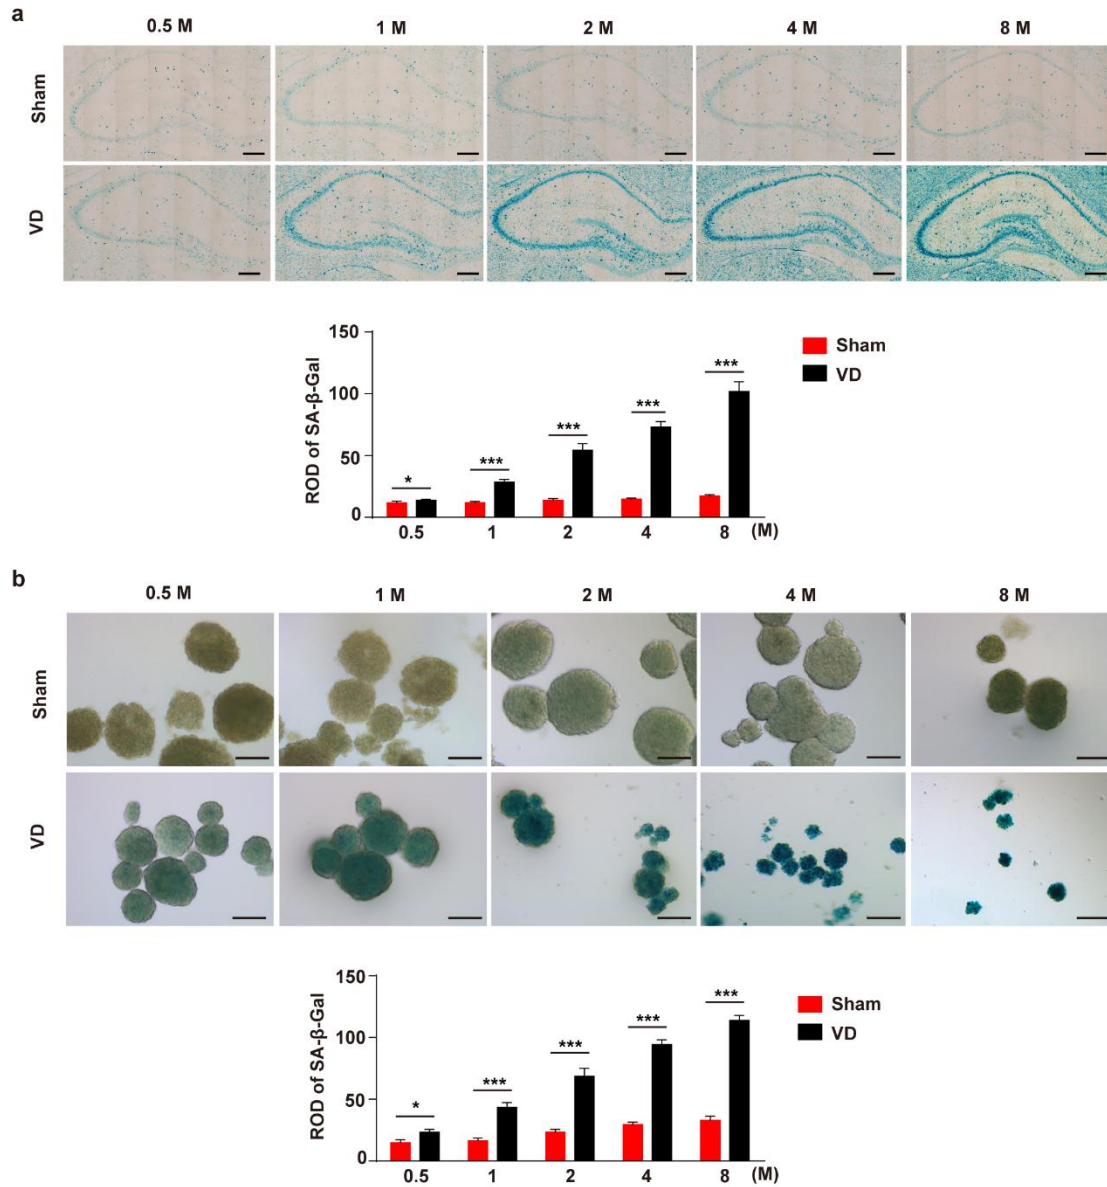 a
0.5 M 1 M 2 M 4 M 8 M
Sham
VD
150
100
50
0
ROD of SA-β-Gal
* *** *** *** ***
0.5 1 2 4 8 (M)
Sham
VD
b
0.5 M 1 M 2 M 4 M 8 M
Sham
VD
150
100
50
0
ROD of SA-β-Gal
* *** *** *** ***
0.5 1 2 4 8 (M)
Sham
VD